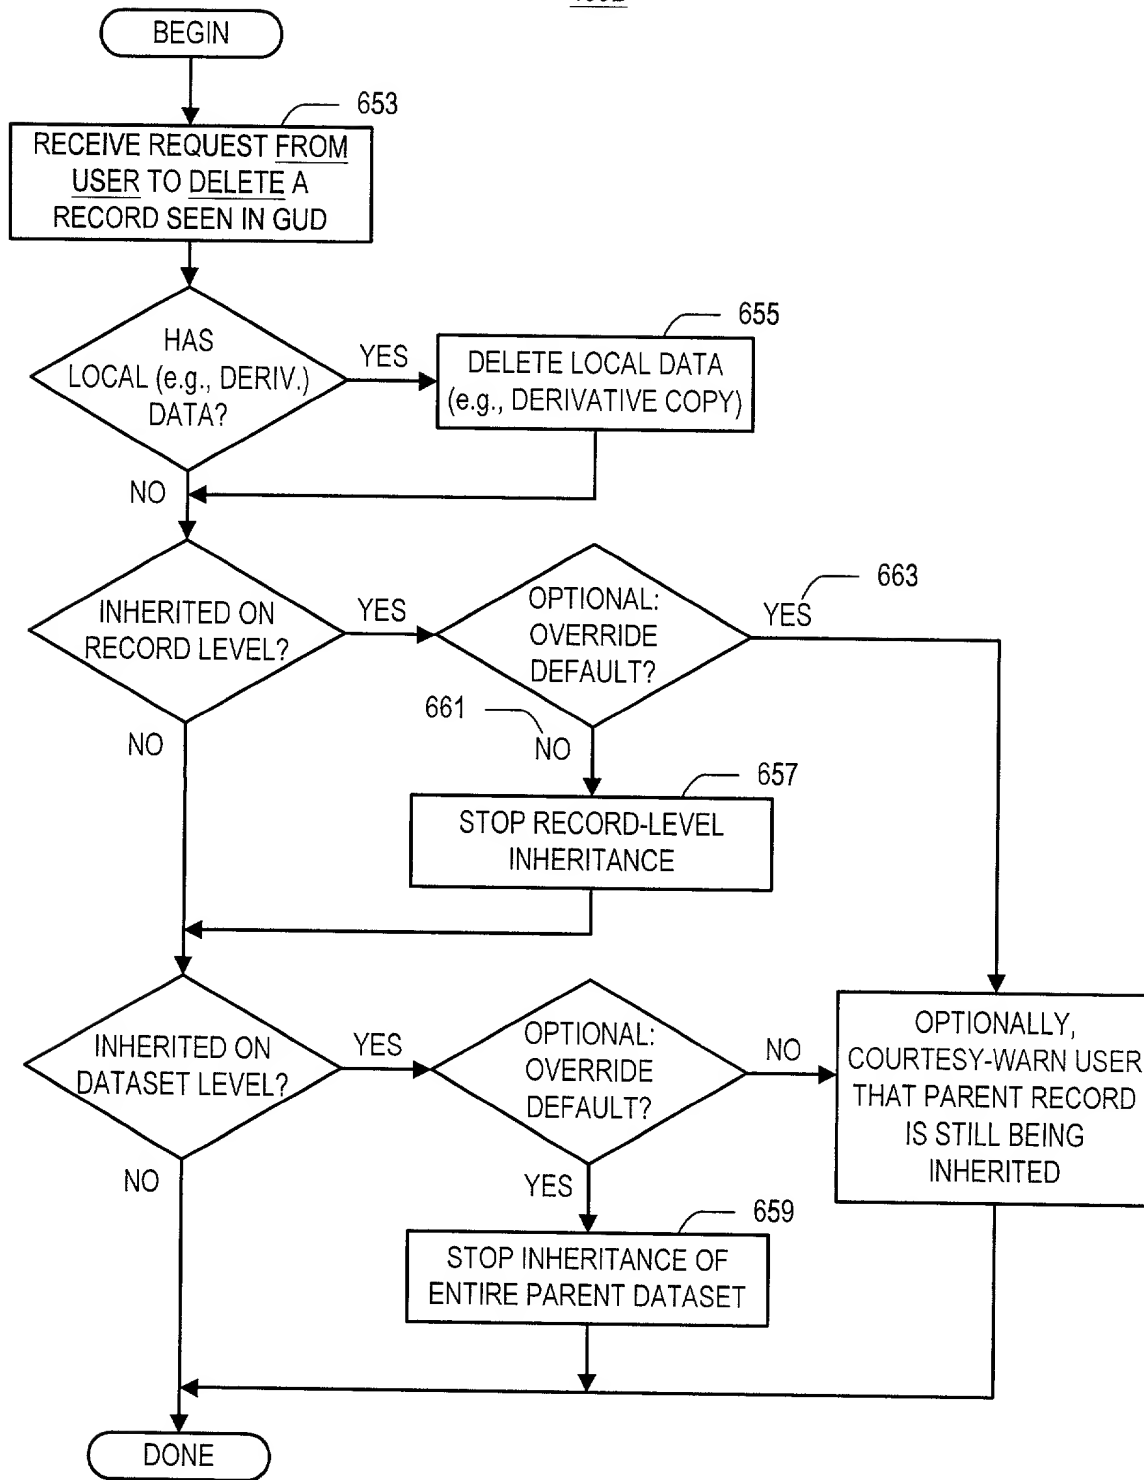 BEGIN
653
RECEIVE REQUEST FROM
USER TO DELETE A
RECORD SEEN IN GUD
HAS
LOCAL (e.g., DERIV.)
DATA?
YES
655
DELETE LOCAL DATA
(e.g., DERIVATIVE COPY)
NO
INHERITED ON
RECORD LEVEL?
YES
OPTIONAL:
OVERRIDE
DEFAULT?
YES
663
661
NO
NO
657
STOP RECORD-LEVEL
INHERITANCE
INHERITED ON
DATASET LEVEL?
YES
OPTIONAL:
OVERRIDE
DEFAULT?
NO
OPTIONALLY,
COURTESY-WARN USER
THAT PARENT RECORD
IS STILL BEING
INHERITED
NO
YES
659
STOP INHERITANCE OF
ENTIRE PARENT DATASET
DONE